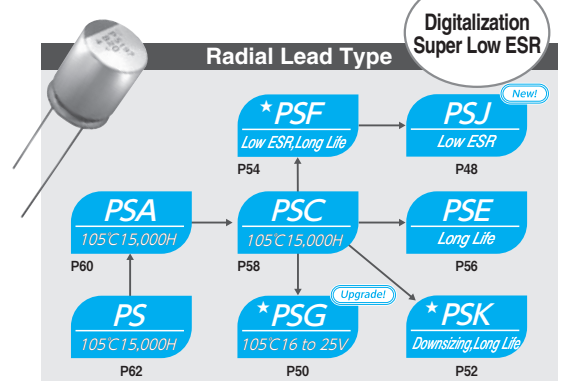 Digitalization
Super Low ESR
Radial Lead Type
New!
★PSF
Low ESR,Long Life
P54
PSJ
Low ESR
P48
PSA
105℃15,000H
P60
PSC
105℃15,000H
P58
PSE
Long Life
P56
Upgrade!
PS
105℃15,000H
P62
★PSG
105℃16 to 25V
P50
★PSK
Downsizing,Long Life
P52